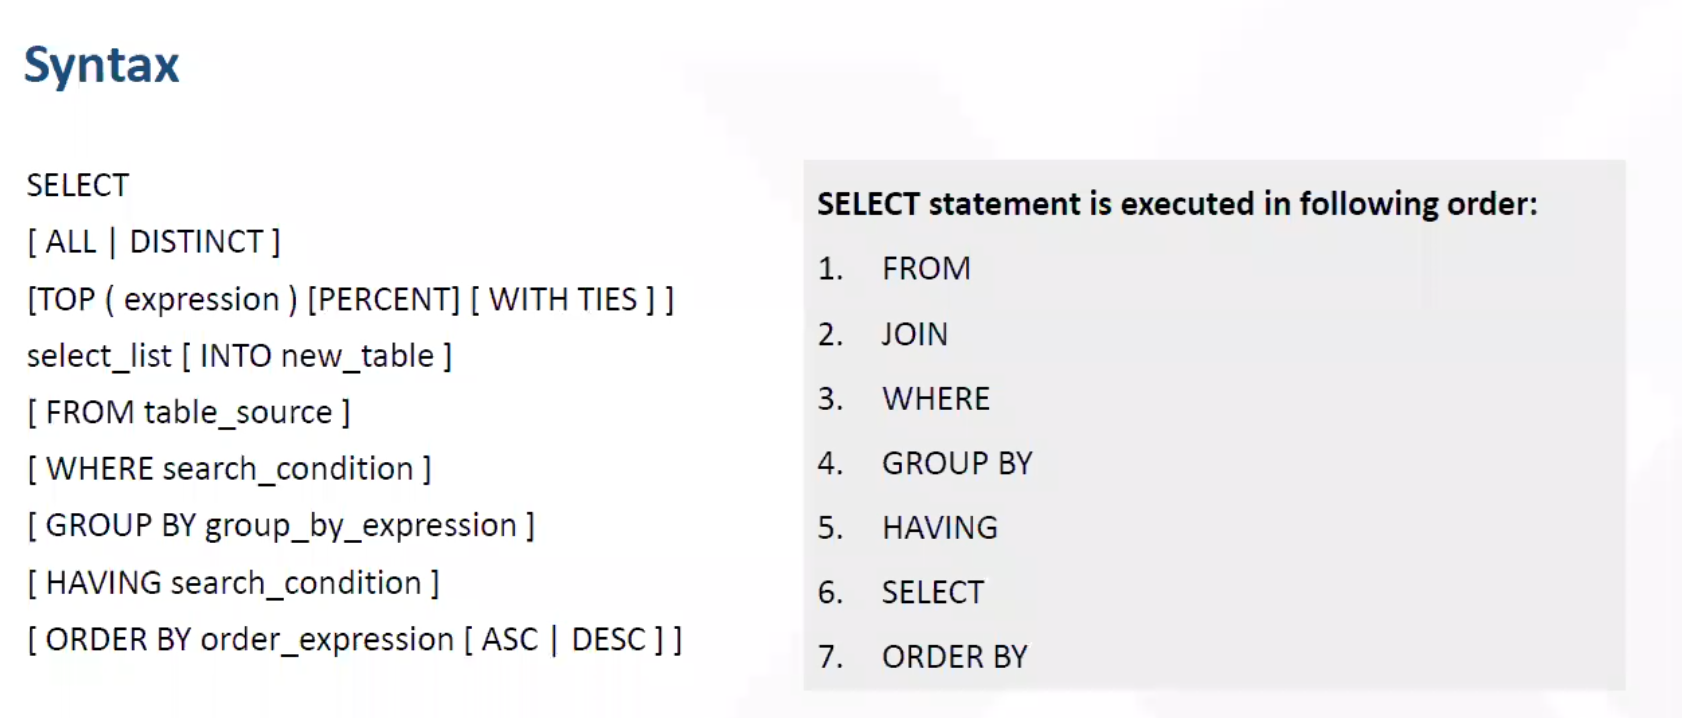 Syntax
SELECT
[ ALL | DISTINCT ]
[TOP ( expression ) [PERCENT] [ WITH TIES ] ]
select_list [ INTO new_table ]
[ FROM table_source ]
[ WHERE search_condition ]
[ GROUP BY group_by_expression ]
[ HAVING search_condition ]
[ ORDER BY order_expression [ ASC | DESC ] ]
SELECT statement is executed in following order:
1. FROM
2. JOIN
3. WHERE
4. GROUP BY
5. HAVING
6. SELECT
7. ORDER BY